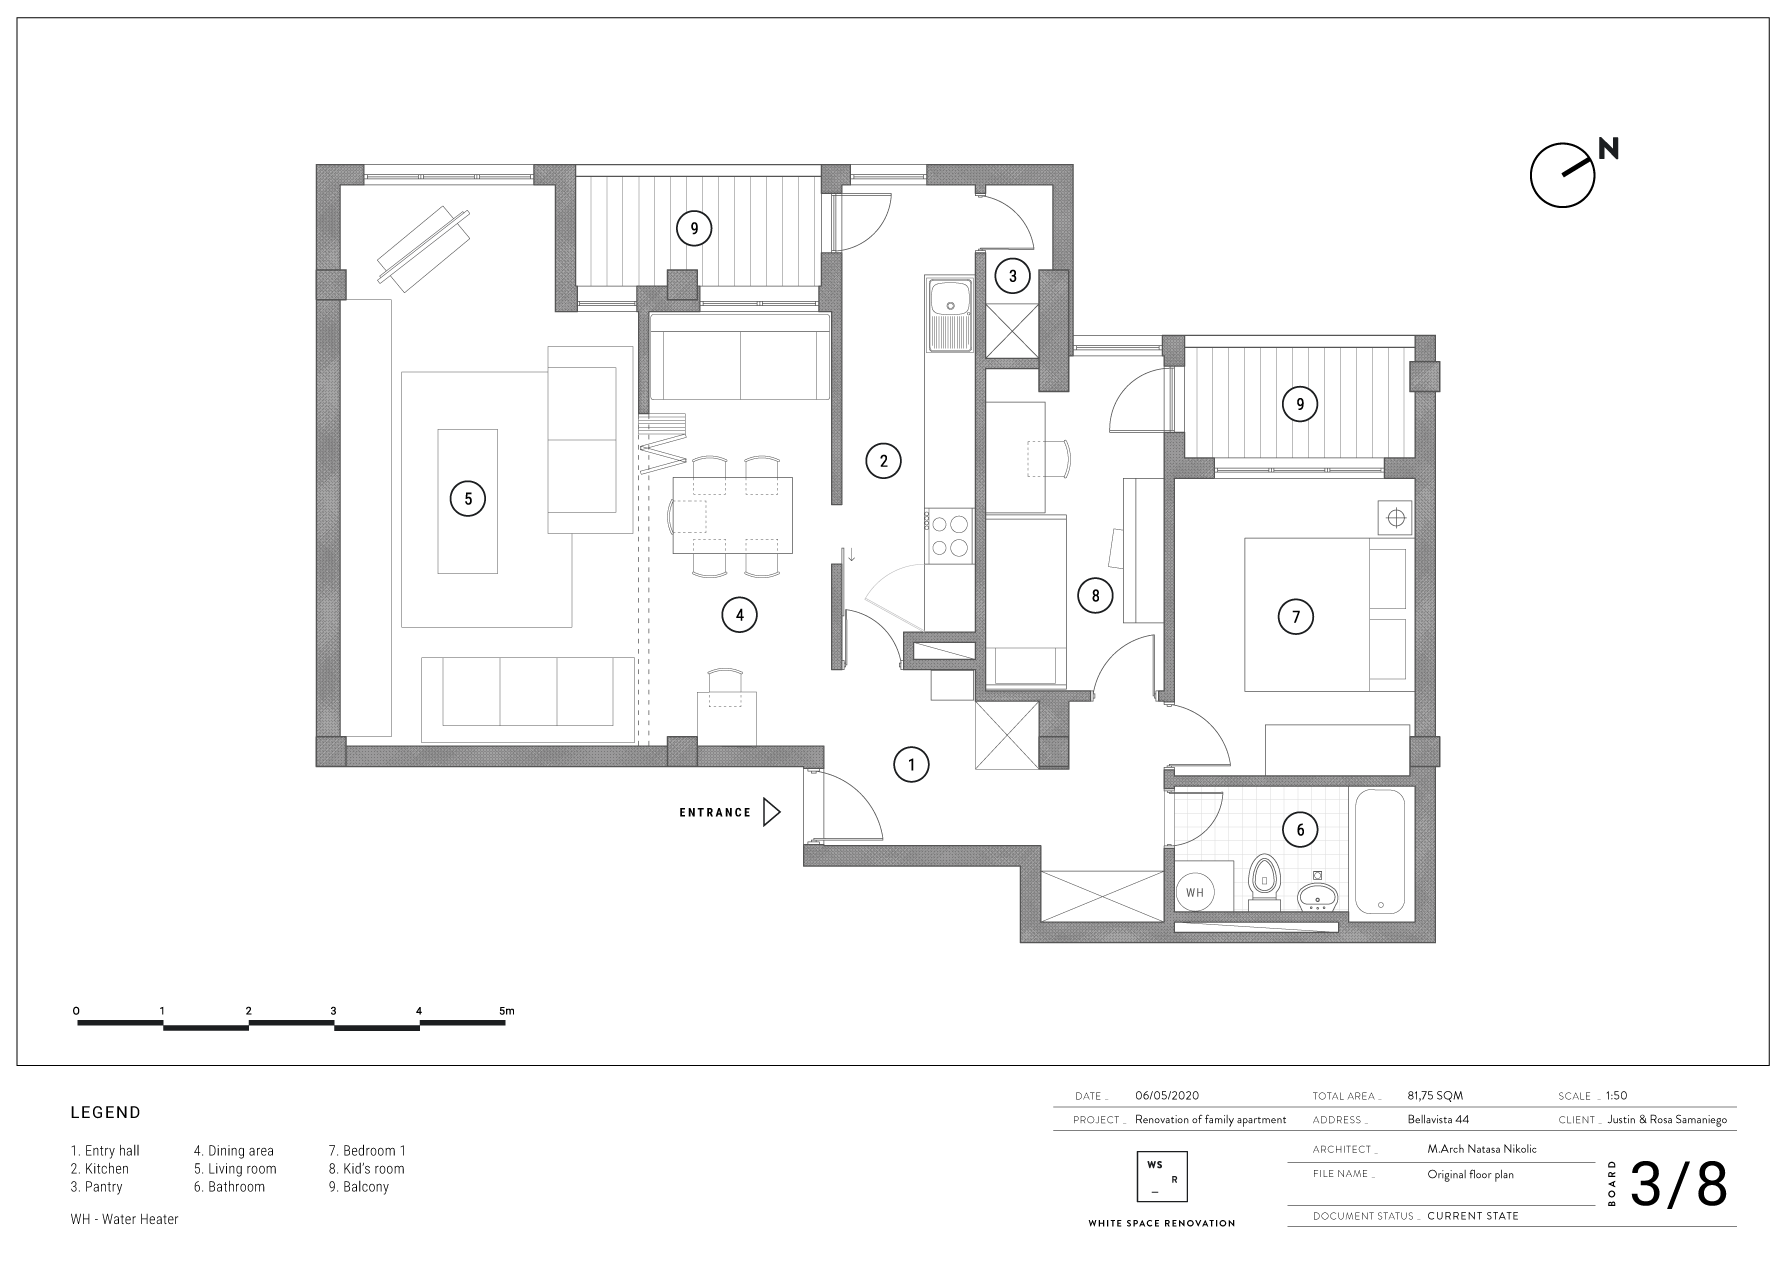 N
9
3
9
2
5
8
4
7
1
ENTRANCE
6
WH
0 1 2 3 4 5m
LEGEND
1. Entry hall
2. Kitchen
3. Pantry
4. Dining area
5. Living room
6. Bathroom
7. Bedroom 1
8. Kid's room
9. Balcony
WH - Water Heater
DATE _ 06/05/2020 TOTAL AREA _ 81,75 SQM SCALE _ 1:50
PROJECT _ Renovation of family apartment ADDRESS _ Bellavista 44 CLIENT _ Justin & Rosa Samaniego
WS
R
_
WHITE SPACE RENOVATION
ARCHITECT _ M.Arch Natasa Nikolic
FILE NAME _ Original floor plan
DOCUMENT STATUS _ CURRENT STATE
BOARD 3/8